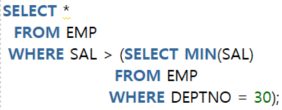 SELECT *
FROM EMP
WHERE SAL > (SELECT MIN(SAL)
FROM EMP
WHERE DEPTNO = 30);